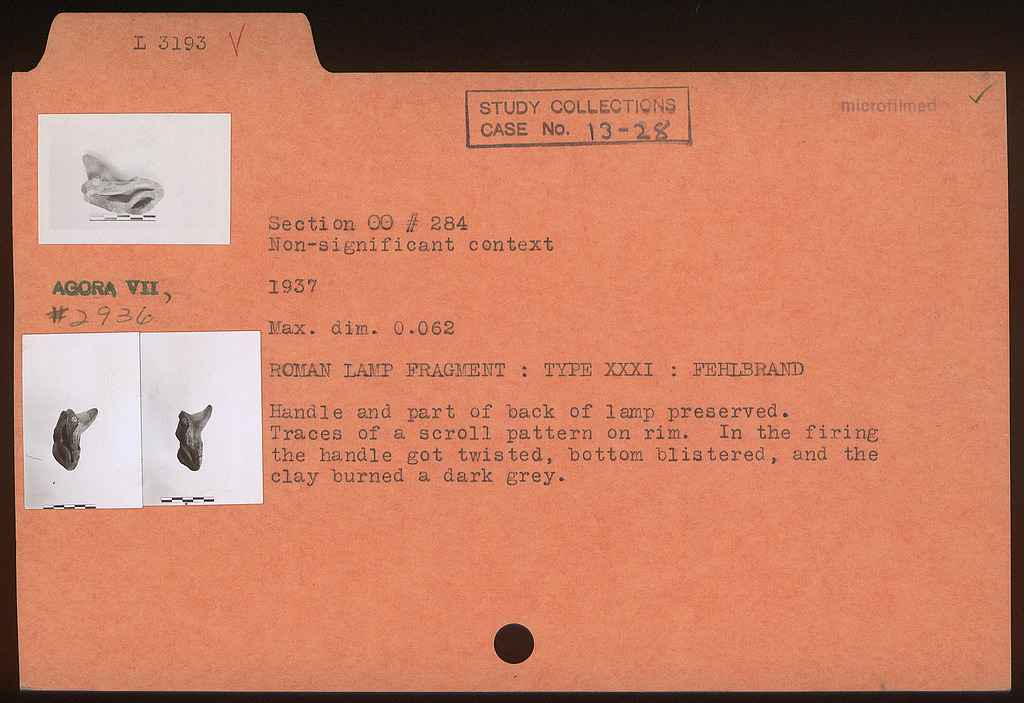 L 3193 V
microfilmed ✓
STUDY COLLECTIONS
CASE No. 13-28
Section OO # 284
Non-significant context
AGORA VII,
#2936
1937
Max. dim. 0.062
ROMAN LAMP FRAGMENT : TYPE XXXI : FEHLBRAND
Handle and part of back of lamp preserved.
Traces of a scroll pattern on rim. In the firing
the handle got twisted, bottom blistered, and the
clay burned a dark grey.